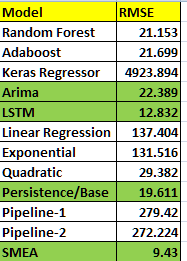 Model RMSE
Random Forest 21.153
Adaboost 21.699
Keras Regressor 4923.894
Arima 22.389
LSTM 12.832
Linear Regression 137.404
Exponential 131.516
Quadratic 29.382
Persistence/Base 19.611
Pipeline-1 279.42
Pipeline-2 272.224
SMEA 9.43